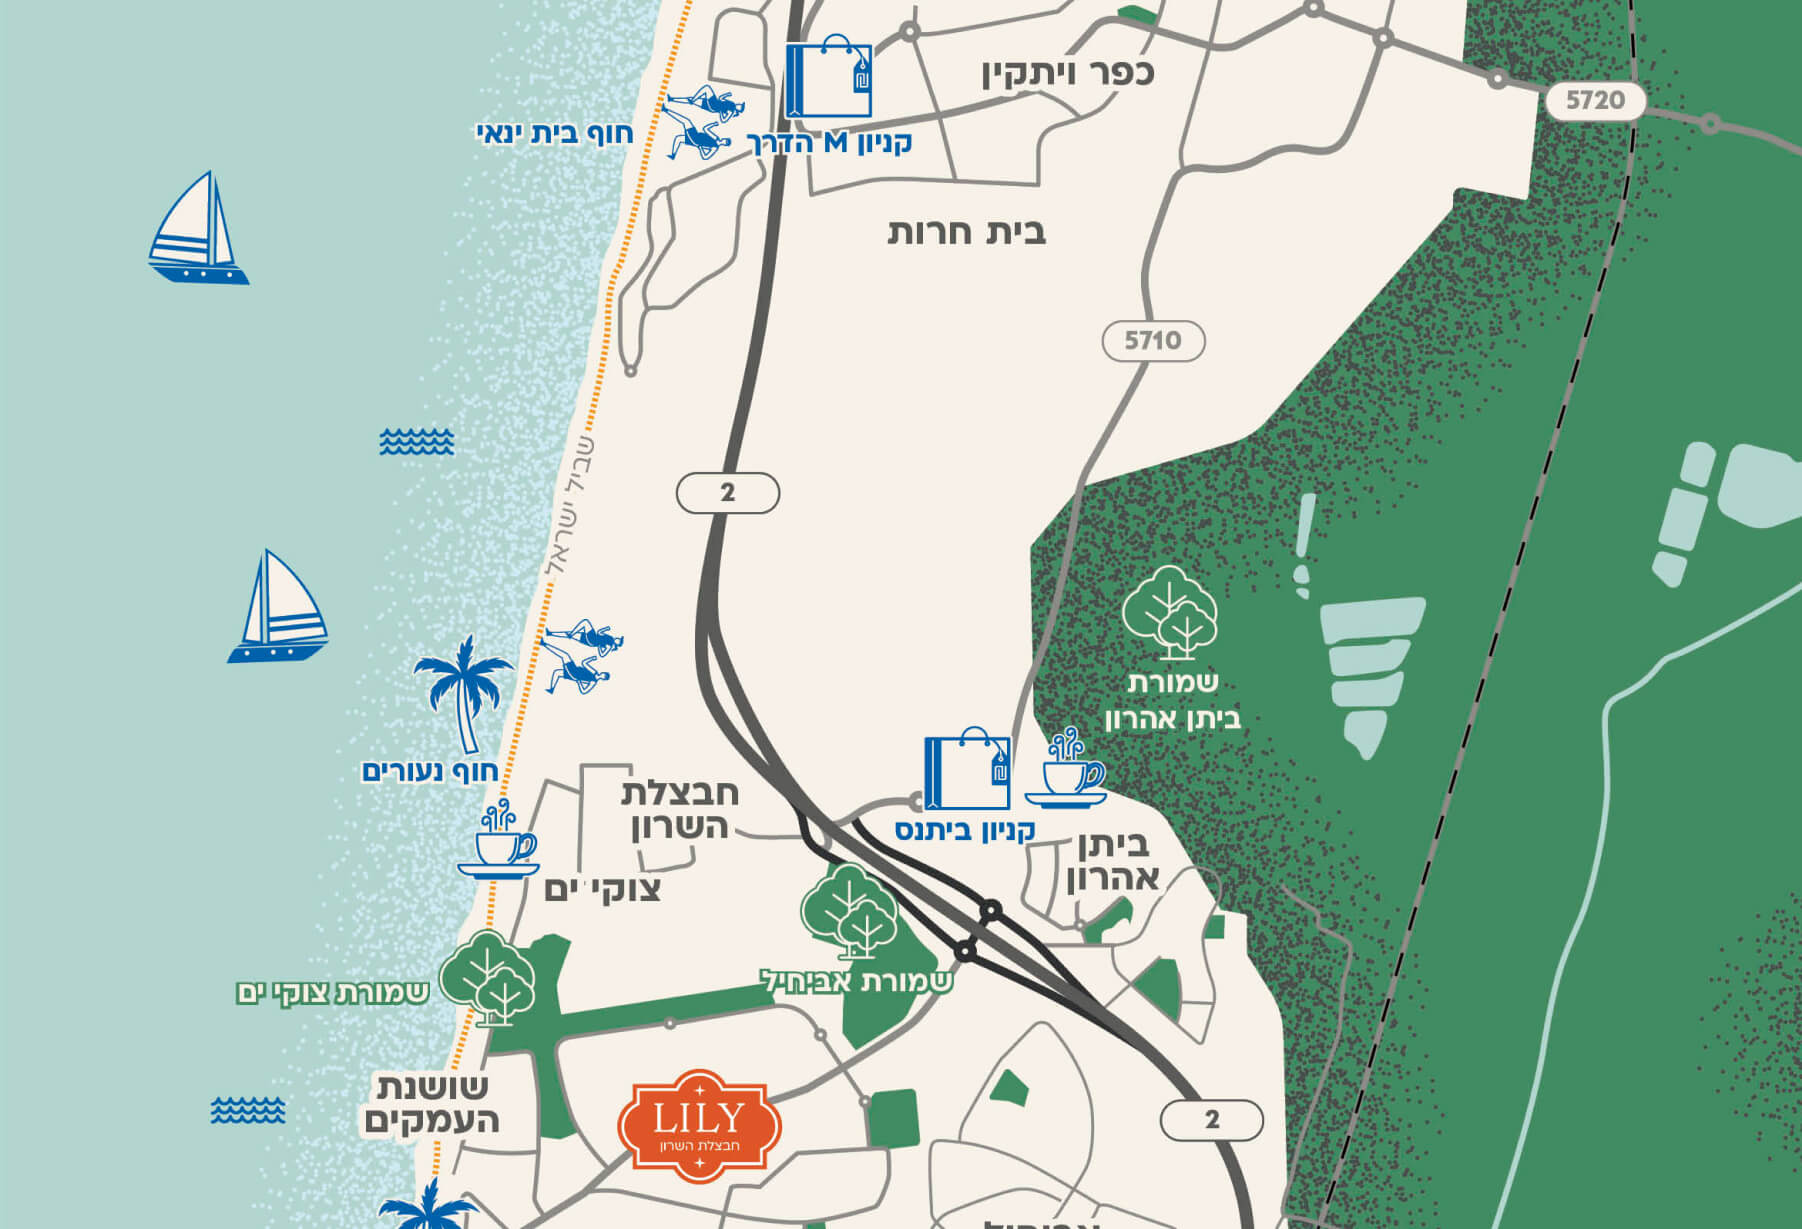 כפר ויתקין
5720
חוף בית ינאי
קניון M הדרך
בית חרות
5710
שביל ישראל
2
שמורת
ביתן אהרון
חוף נעורים
חבצלת
השרון
קניון ביתנס
ביתן
אהרון
צוקי ים
שמורת אביחיל
שמורת צוקי ים
שושנת
העמקים
LILY
חבצלת השרון
2
אביחיל